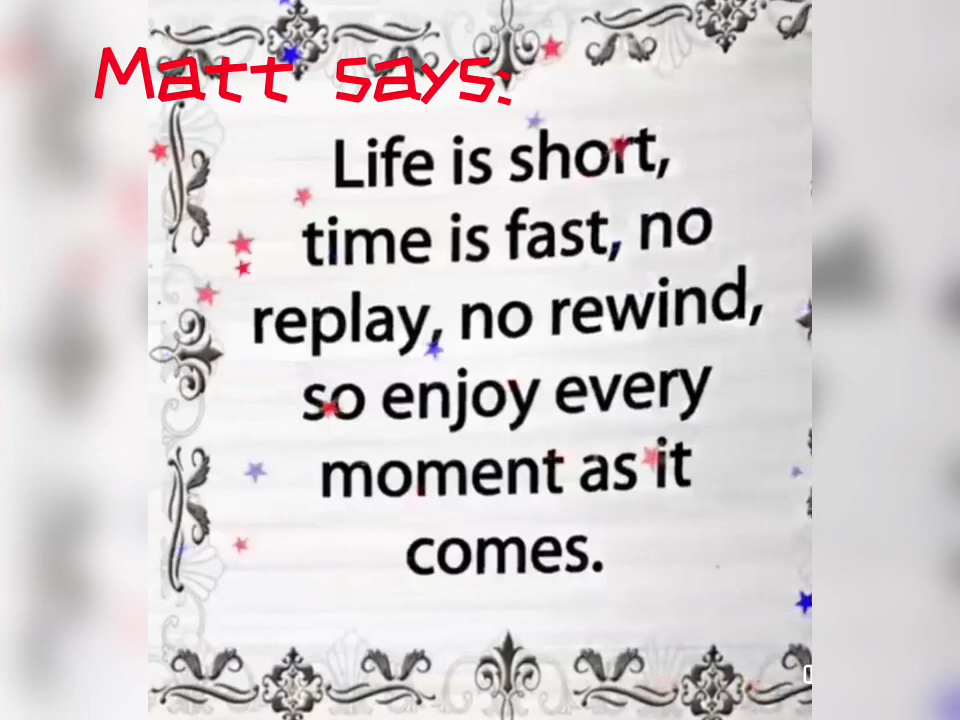 Matt says:
Life is short,
time is fast, no
replay, no rewind,
so enjoy every
moment as it
comes.